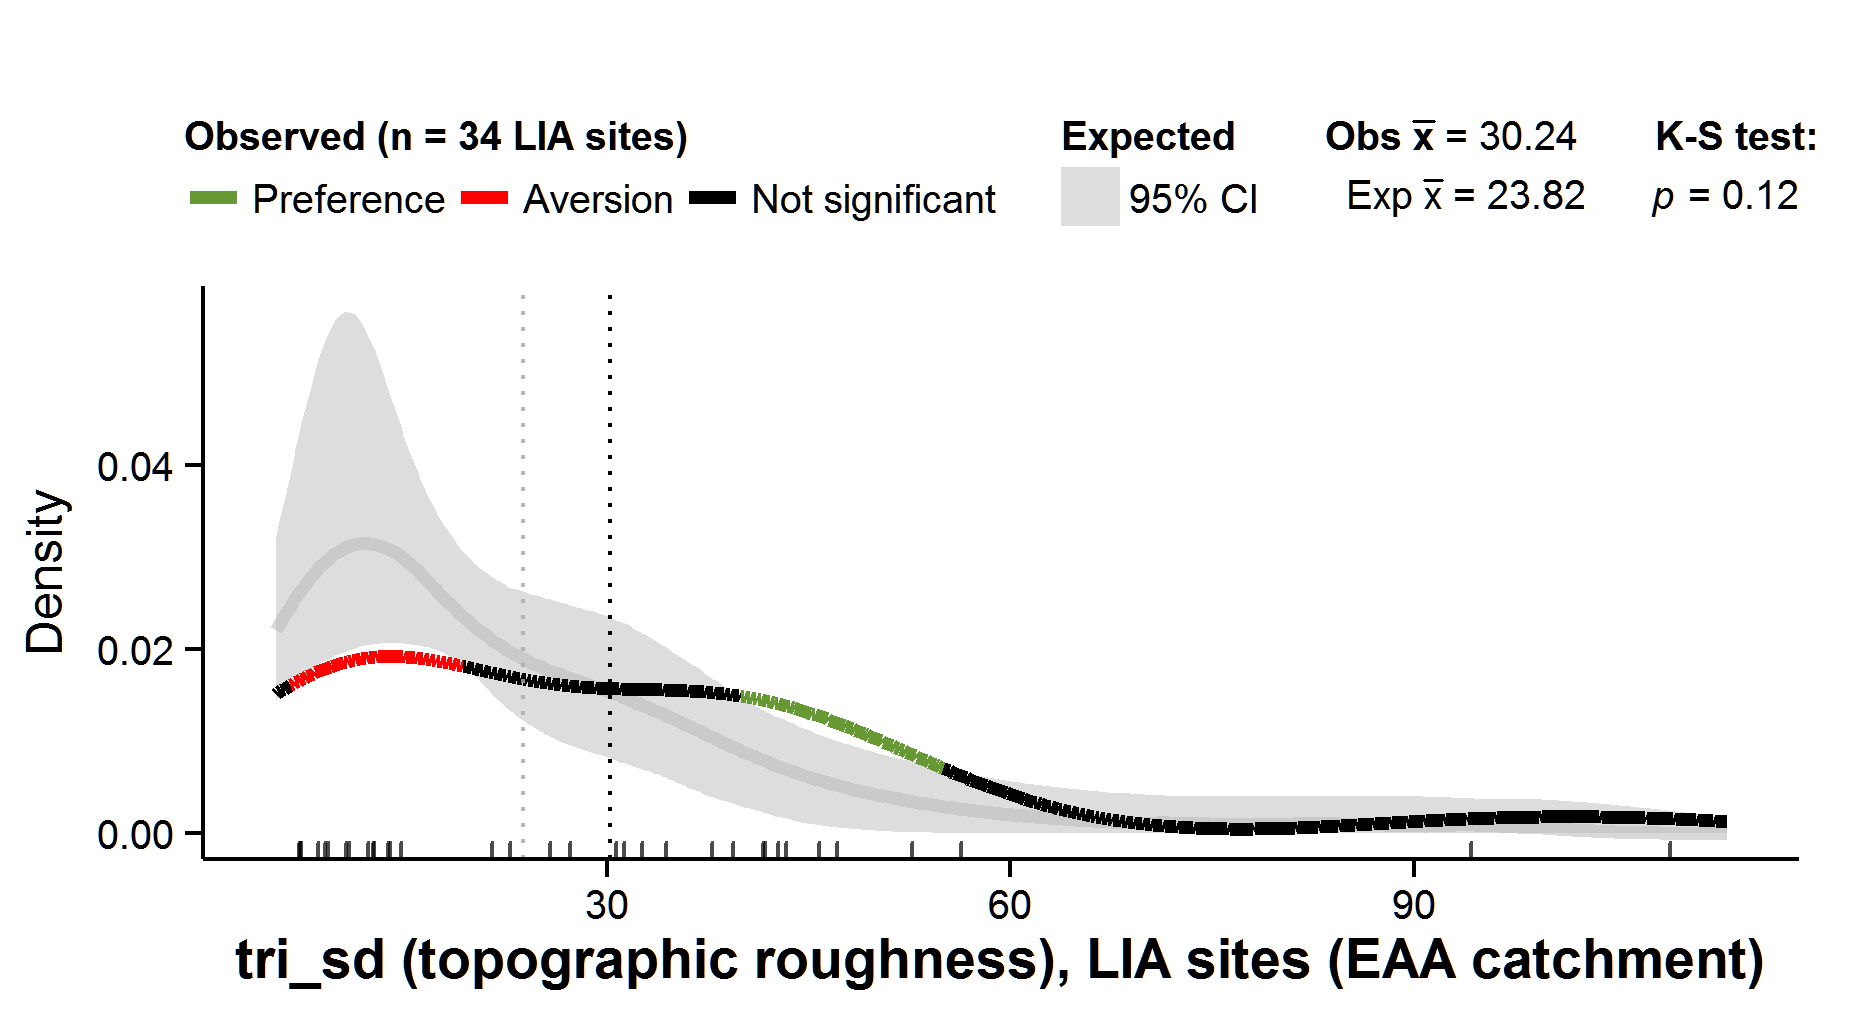 Observed (n = 34 LIA sites) Expected Obs x̅ = 30.24 K-S test:
Preference Aversion Not significant 95% CI Exp x̅ = 23.82 p = 0.12
Density
0.04
0.02
0.00
30 60 90
tri_sd (topographic roughness), LIA sites (EAA catchment)